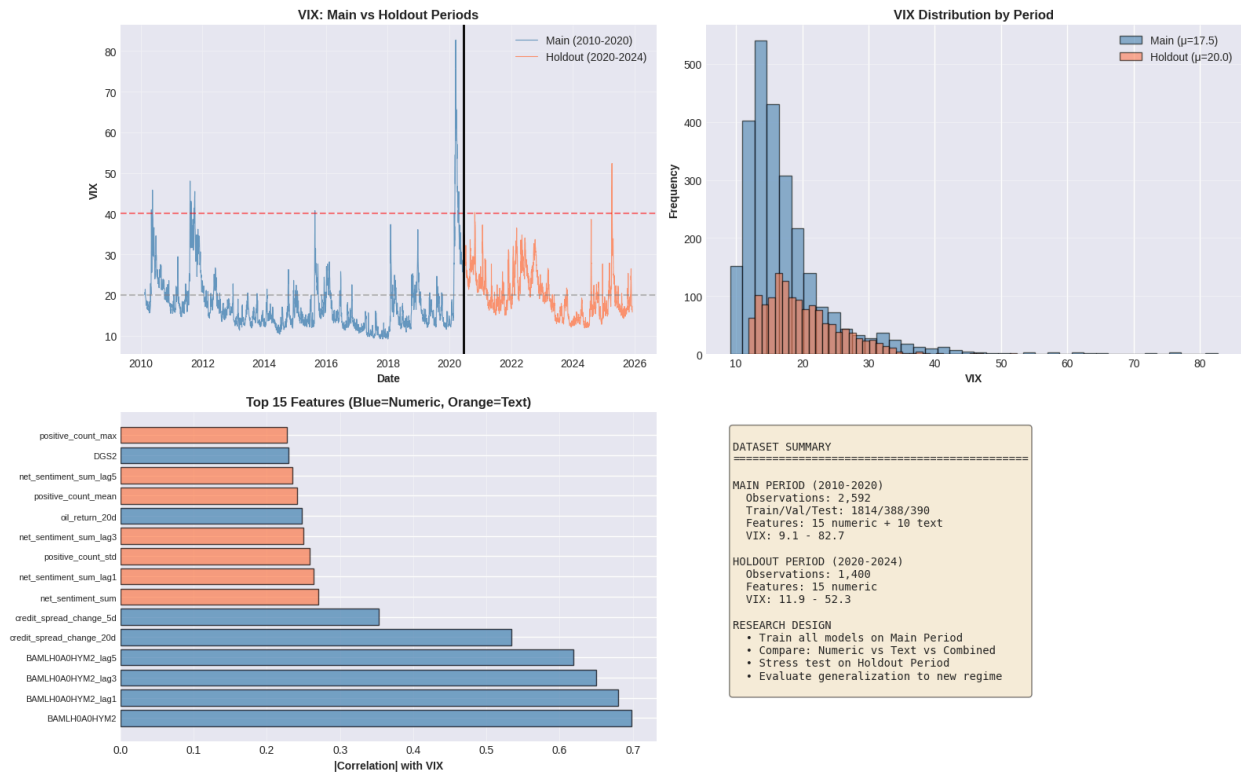 VIX: Main vs Holdout Periods
Main (2010-2020)
Holdout (2020-2024)
VIX
80
70
60
50
40
30
20
10
2010
2012
2014
2016
2018
2020
2022
2024
2026
Date
VIX Distribution by Period
Main (μ=17.5)
Holdout (μ=20.0)
Frequency
500
400
300
200
100
0
10
20
30
40
50
60
70
80
VIX
Top 15 Features (Blue=Numeric, Orange=Text)
positive_count_max
DGS2
net_sentiment_sum_lag5
positive_count_mean
oil_return_20d
net_sentiment_sum_lag3
positive_count_std
net_sentiment_sum_lag1
net_sentiment_sum
credit_spread_change_5d
credit_spread_change_20d
BAMLH0A0HYM2_lag5
BAMLH0A0HYM2_lag3
BAMLH0A0HYM2_lag1
BAMLH0A0HYM2
0.0
0.1
0.2
0.3
0.4
0.5
0.6
0.7
|Correlation| with VIX
DATASET SUMMARY
=============================================
MAIN PERIOD (2010-2020)
Observations: 2,592
Train/Val/Test: 1814/388/390
Features: 15 numeric + 10 text
VIX: 9.1 - 82.7
HOLDOUT PERIOD (2020-2024)
Observations: 1,400
Features: 15 numeric
VIX: 11.9 - 52.3
RESEARCH DESIGN
• Train all models on Main Period
• Compare: Numeric vs Text vs Combined
• Stress test on Holdout Period
• Evaluate generalization to new regime